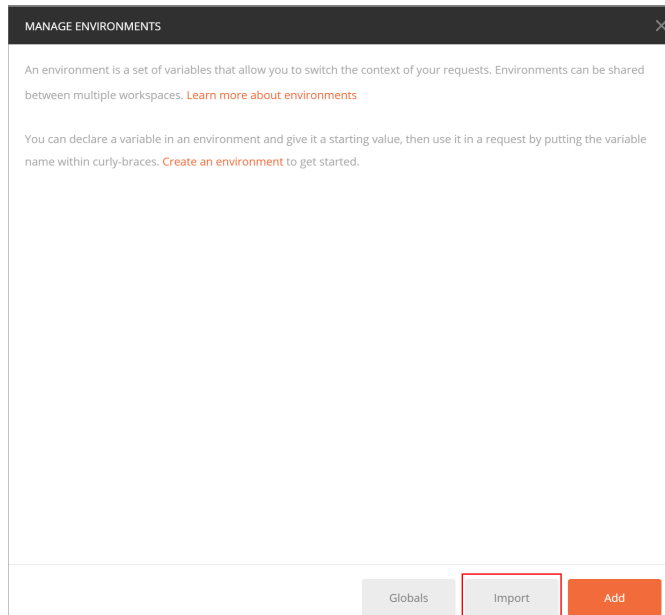 MANAGE ENVIRONMENTS
An environment is a set of variables that allow you to switch the context of your requests. Environments can be shared
between multiple workspaces. Learn more about environments
You can declare a variable in an environment and give it a starting value, then use it in a request by putting the variable
name within curly-braces. Create an environment to get started.
Globals Import Add